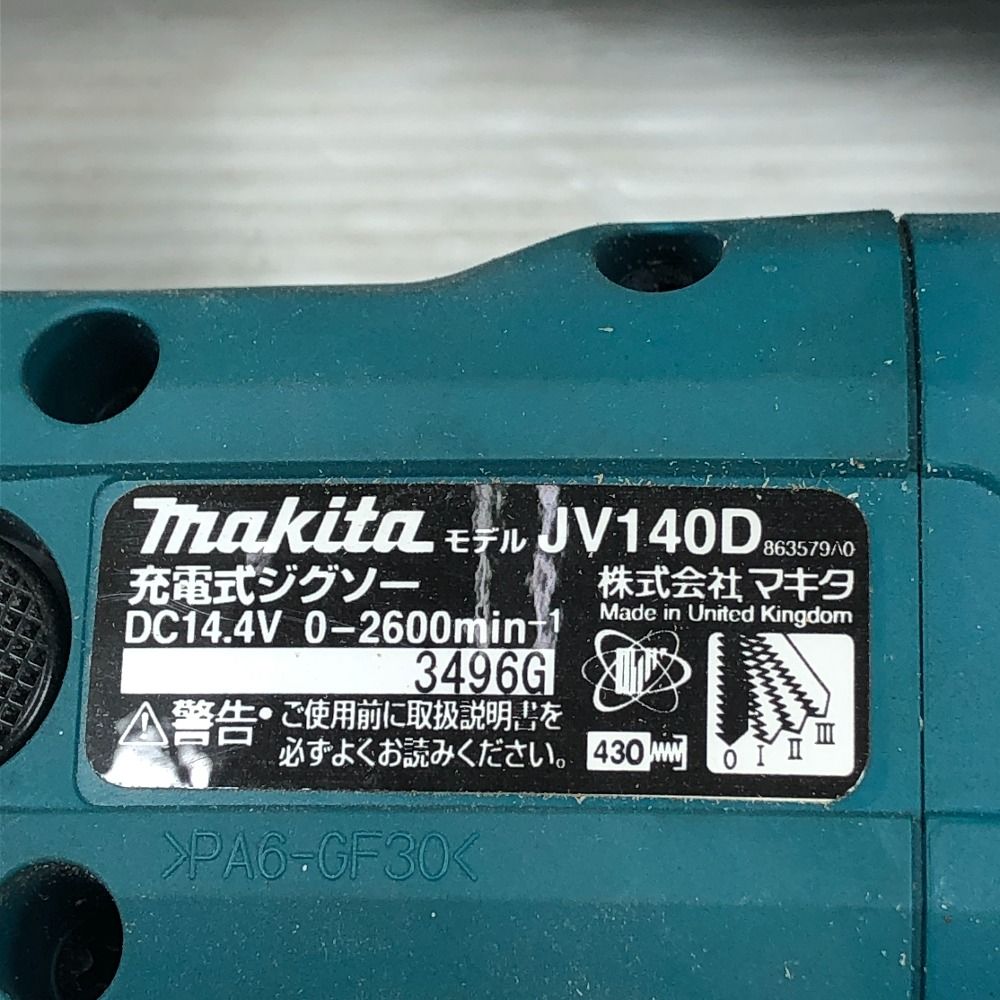 makita モデル JV140D 863579A0
充電式ジグソー 株式会社 マキタ
DC14.4V 0-2600min-1 Made in United Kingdom
3496G
⚠警告・ご使用前に取扱説明書を
必ずよくお読みください。
430
0 I II III
>PA6-GF30<